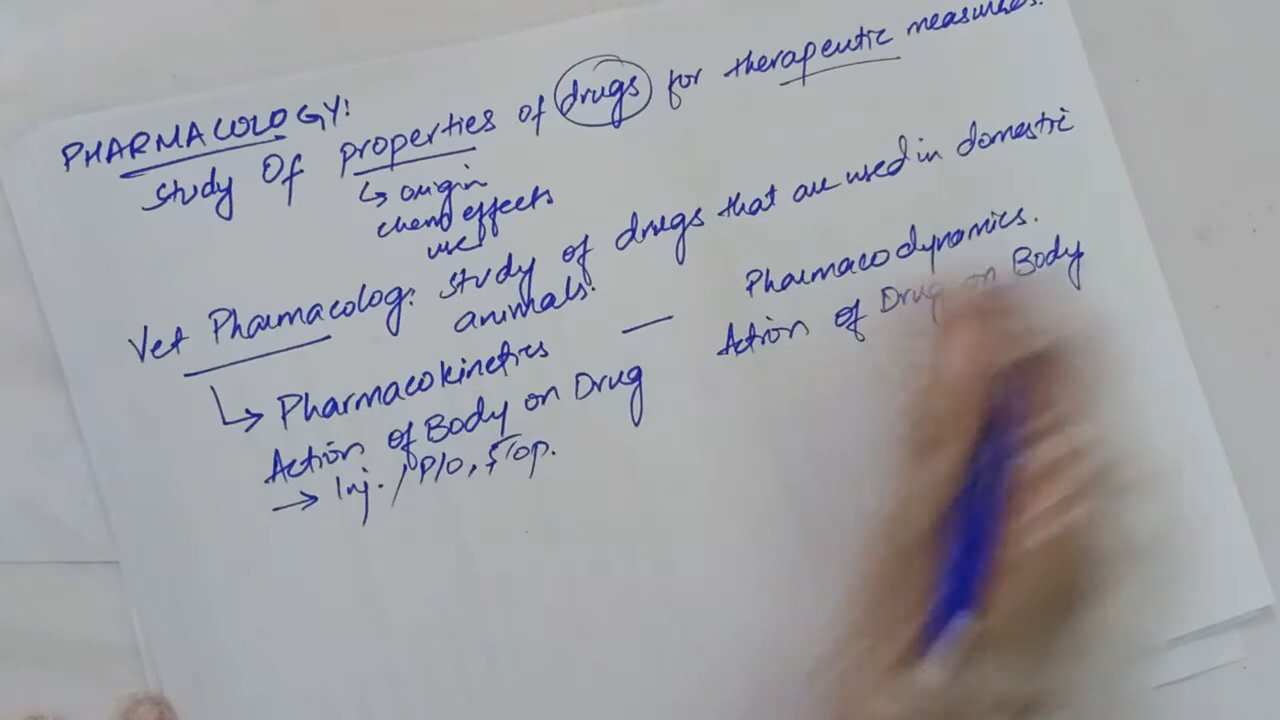 PHARMACOLOGY:
Study Of properties of drugs for therapeutic measures.
↳ origin
chem effects
uses
Vet Pharmacolog: study of drugs that are used in domestic
animals.
↳ Pharmacokinetics — Pharmacodynamics.
Action of Body on Drug
Action of Drug on Body
→ Inj. / P/O, Top.